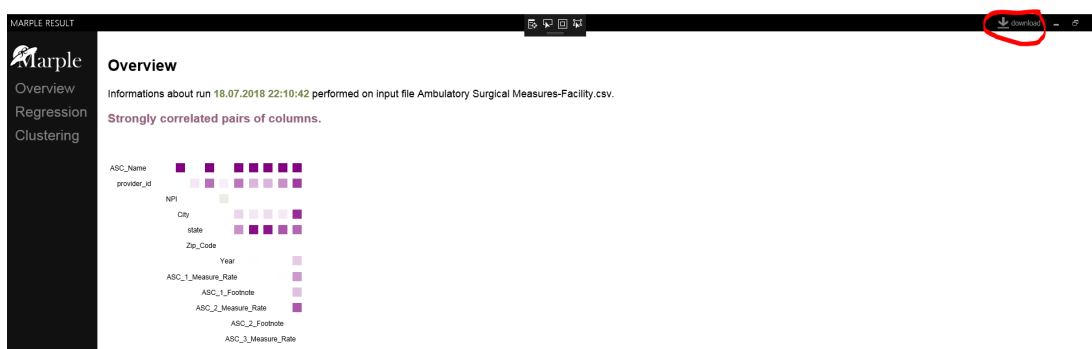 MARPLE RESULT
download
Marple
Overview
Regression
Clustering
Overview
Informations about run 18.07.2018 22:10:42 performed on input file Ambulatory Surgical Measures-Facility.csv.
Strongly correlated pairs of columns.
ASC_Name
provider_id
NPI
City
state
Zip_Code
Year
ASC_1_Measure_Rate
ASC_1_Footnote
ASC_2_Measure_Rate
ASC_2_Footnote
ASC_3_Measure_Rate